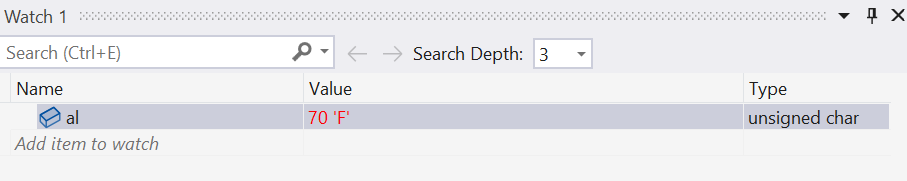 Watch 1
Search (Ctrl+E) Search Depth: 3
Name Value Type
al 70 'F' unsigned char
Add item to watch